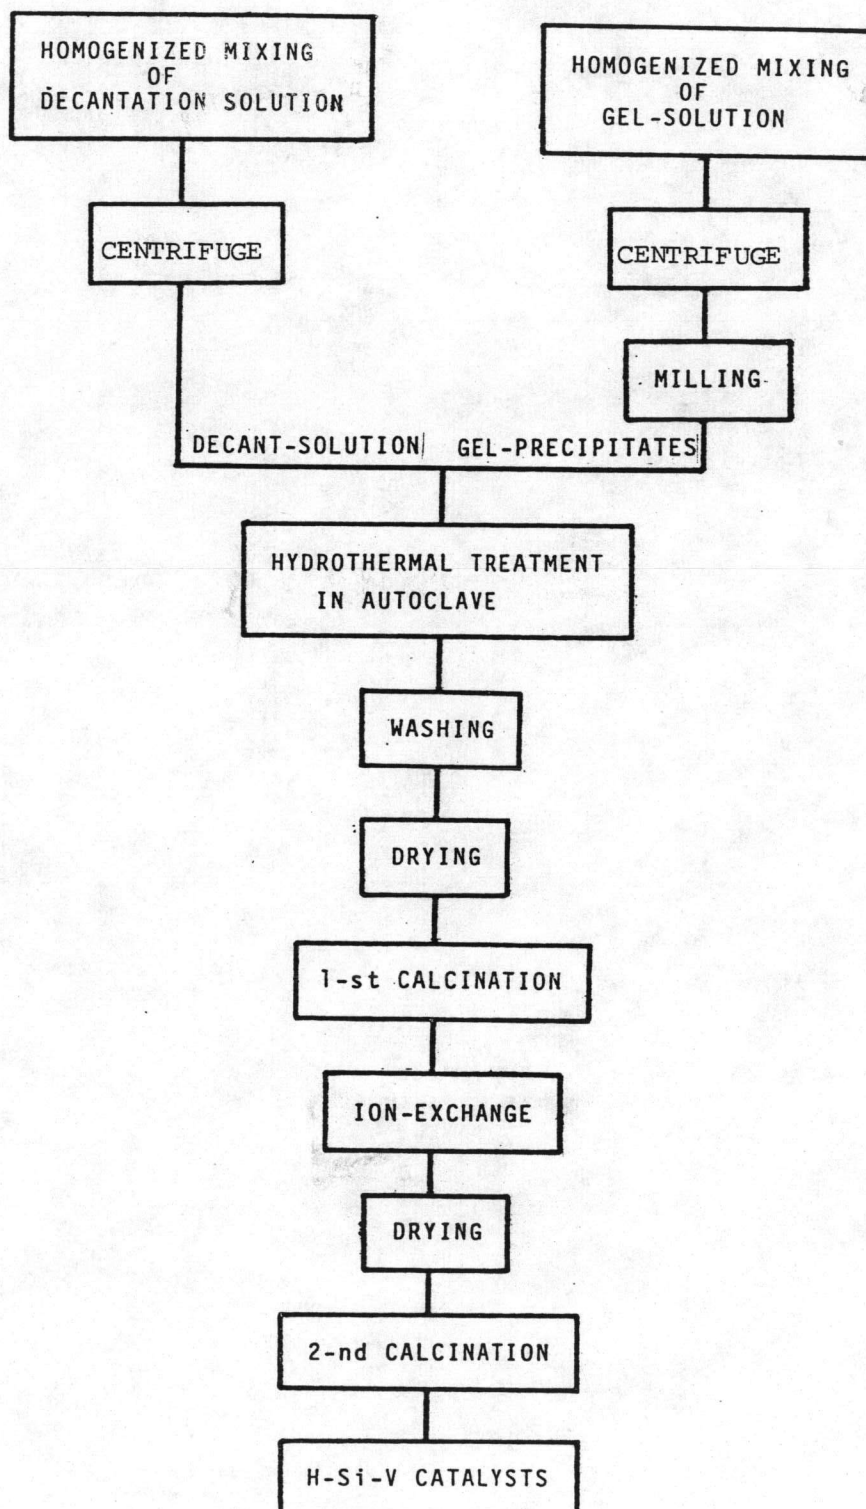 HOMOGENIZED MIXING
OF
DECANTATION SOLUTION
HOMOGENIZED MIXING
OF
GEL-SOLUTION
CENTRIFUGE
CENTRIFUGE
MILLING
DECANT-SOLUTION
GEL-PRECIPITATES
HYDROTHERMAL TREATMENT
IN AUTOCLAVE
WASHING
DRYING
1-st CALCINATION
ION-EXCHANGE
DRYING
2-nd CALCINATION
H-Si-V CATALYSTS